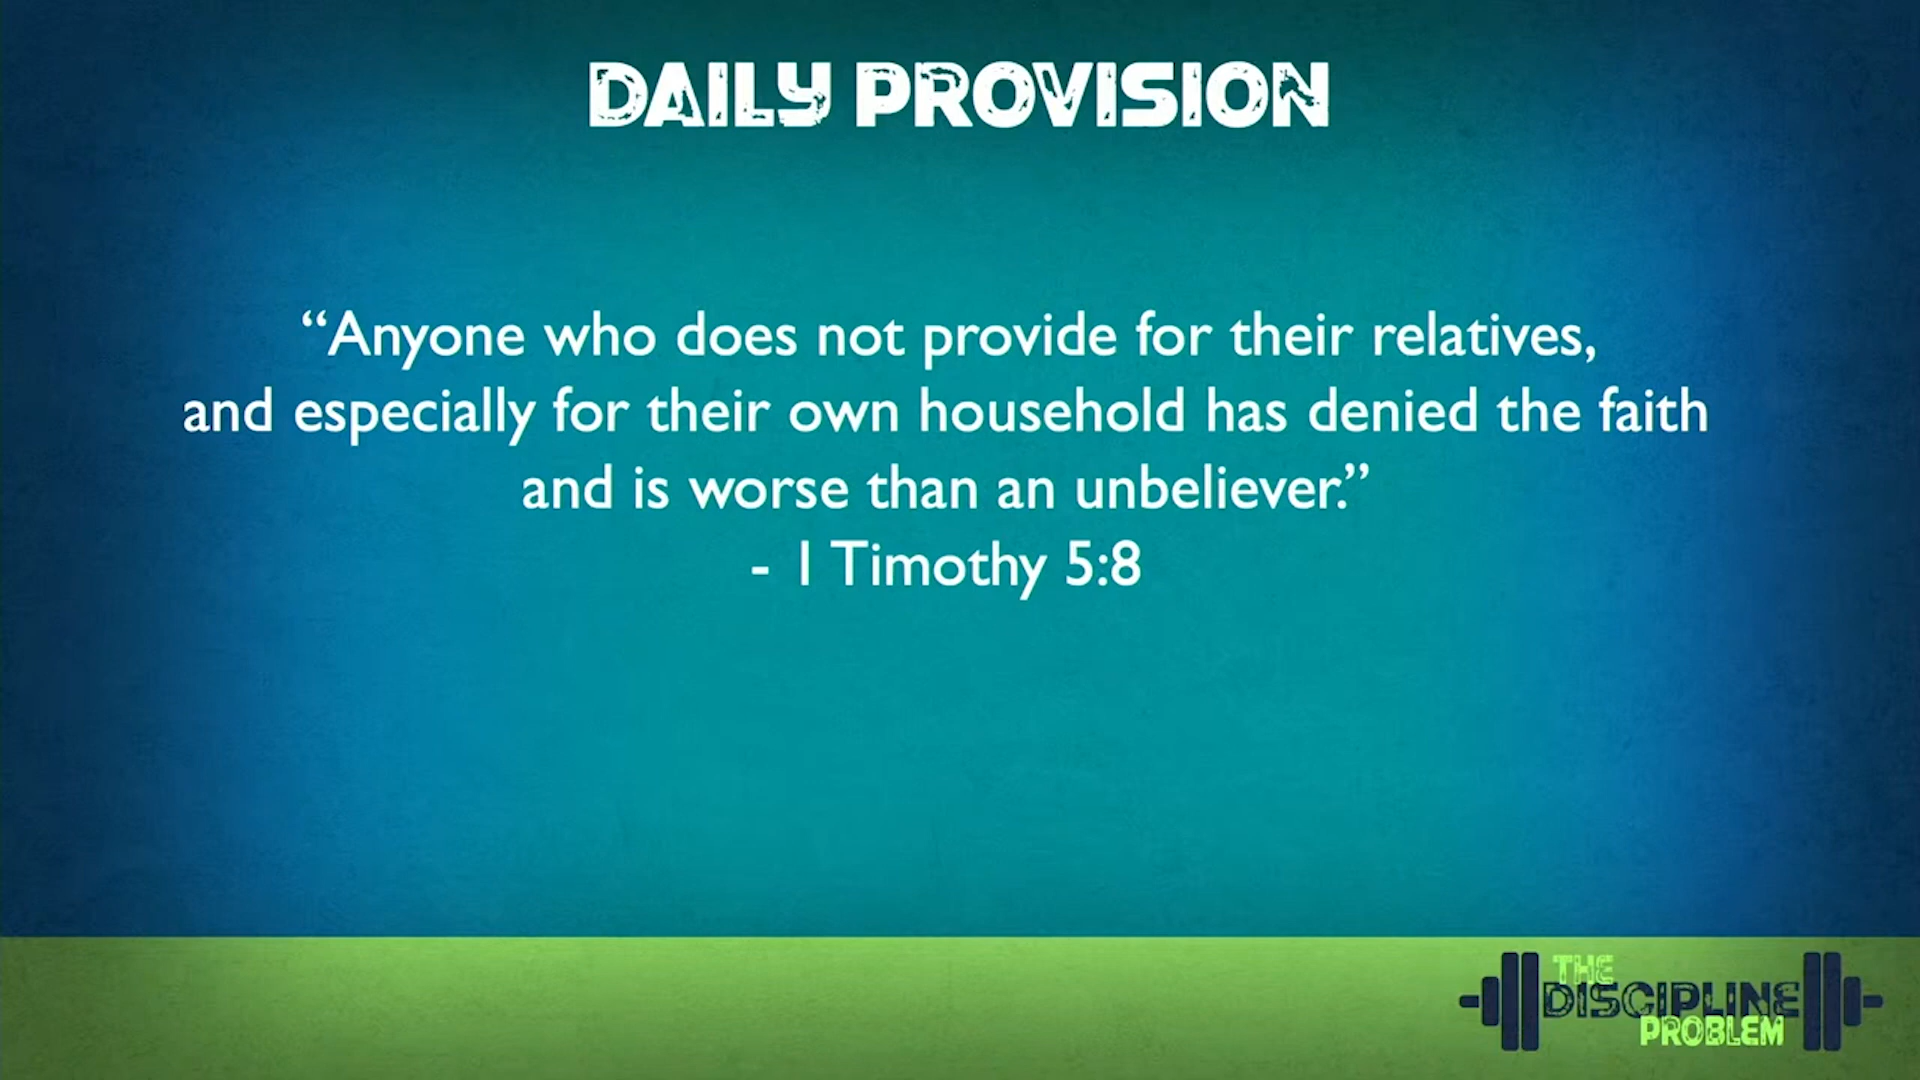 DAILY PROVISION
“Anyone who does not provide for their relatives,
and especially for their own household has denied the faith
and is worse than an unbeliever.”
- 1 Timothy 5:8
THE
DISCIPLINE
PROBLEM